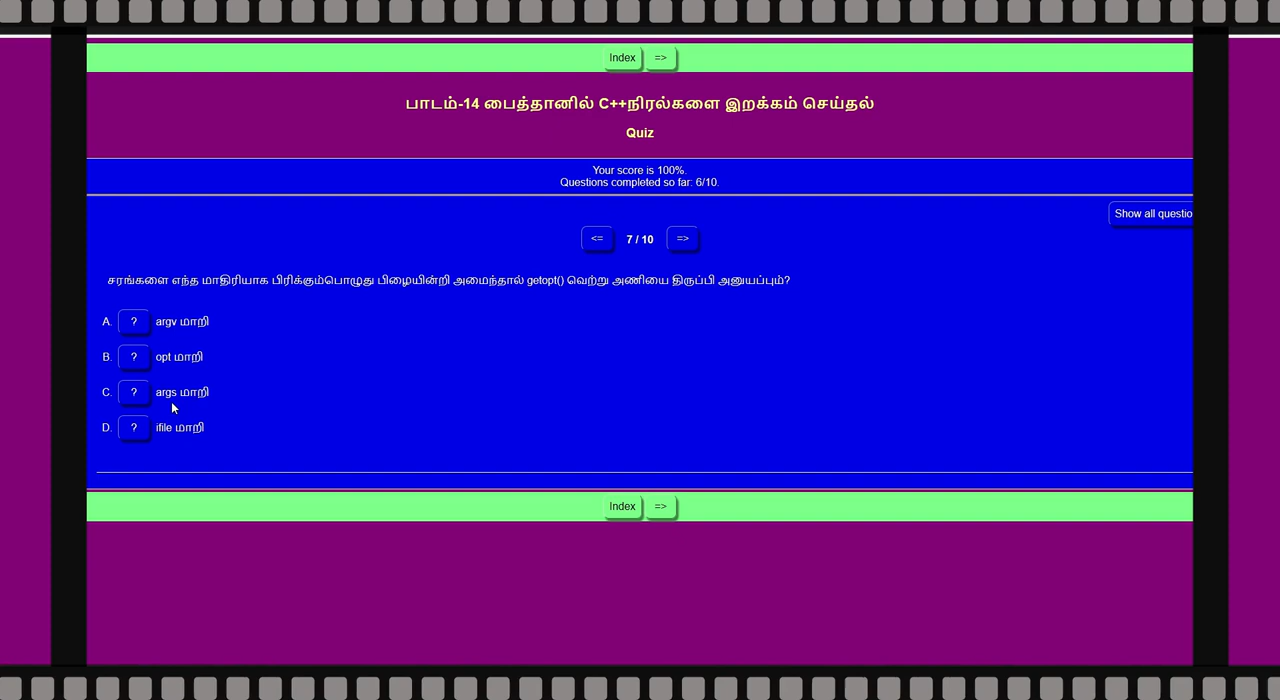 Index =>
பாடம்-14 பைத்தானில் C++நிரல்களை இறக்கம் செய்தல்
Quiz
Your score is 100%.
Questions completed so far: 6/10.
Show all questio
<= 7 / 10 =>
சரங்களை எந்த மாதிரியாக பிரிக்கும்பொழுது பிழையின்றி அமைந்தால் getopt() வெற்று அணியை திருப்பி அனுயப்பும்?
A. ? argv மாறி
B. ? opt மாறி
C. ? args மாறி
D. ? ifile மாறி
Index =>